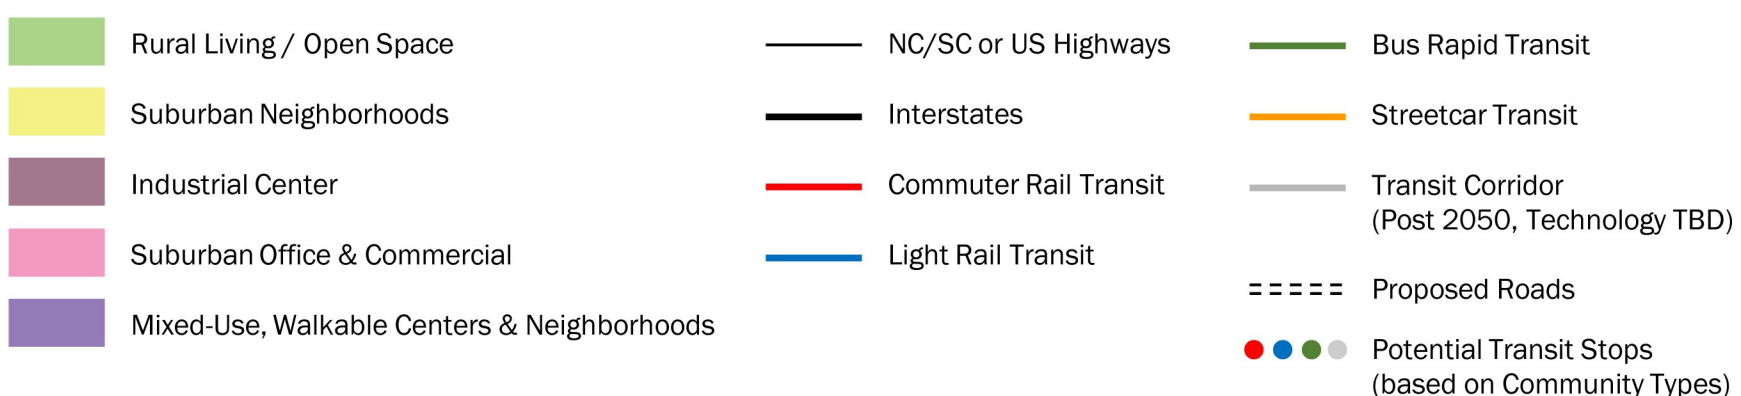 Rural Living / Open Space
Suburban Neighborhoods
Industrial Center
Suburban Office & Commercial
Mixed-Use, Walkable Centers & Neighborhoods
NC/SC or US Highways
Interstates
Commuter Rail Transit
Light Rail Transit
Bus Rapid Transit
Streetcar Transit
Transit Corridor
(Post 2050, Technology TBD)
Proposed Roads
Potential Transit Stops
(based on Community Types)